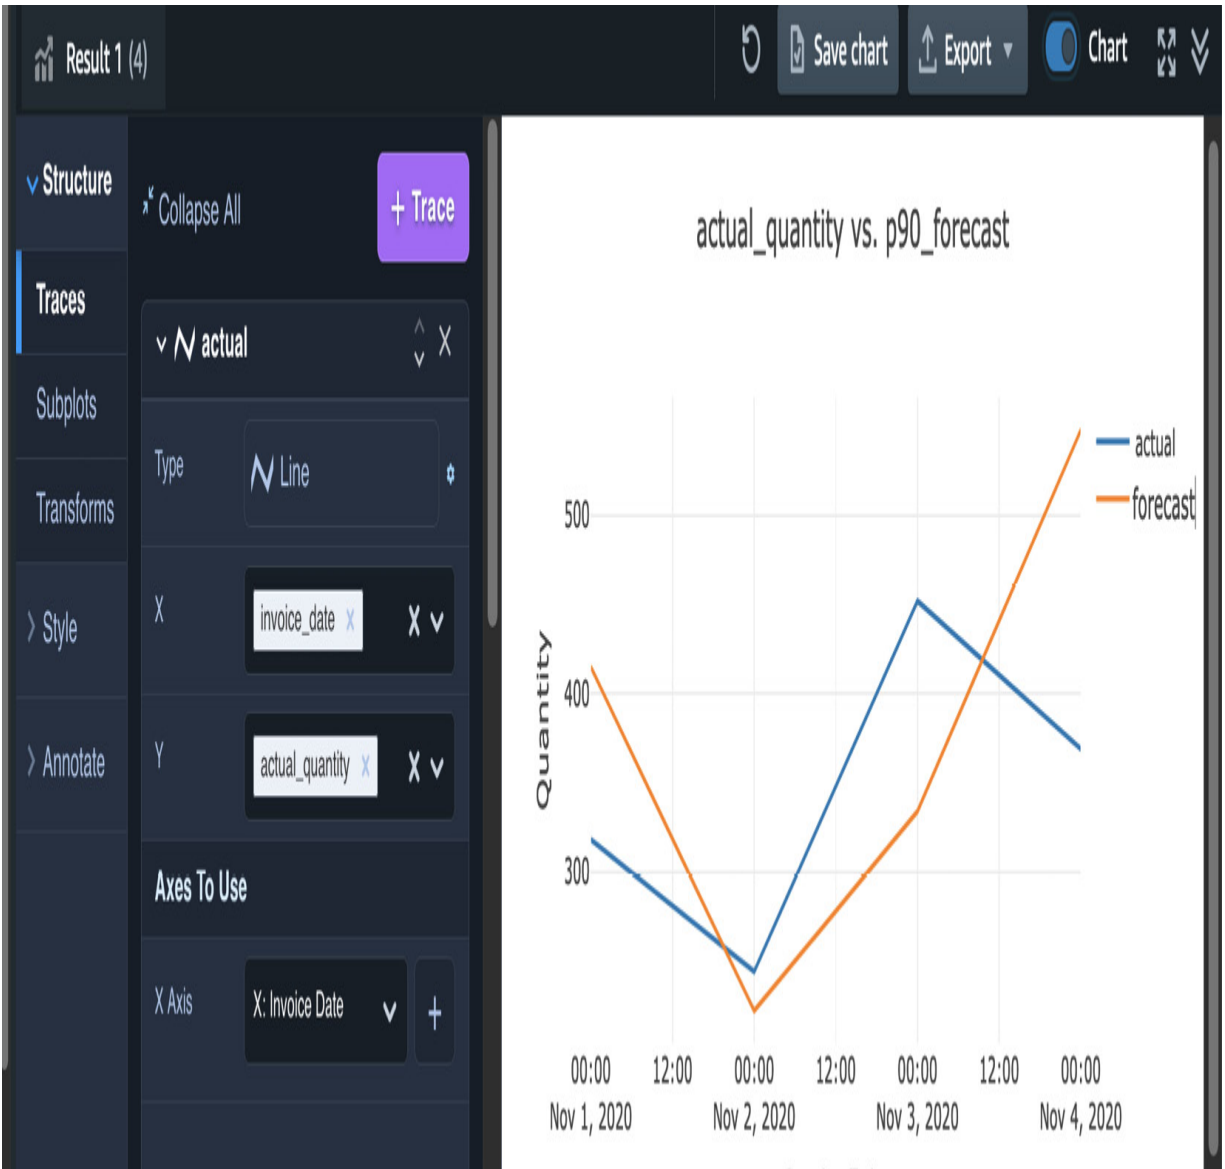 Result 1 (4)
Save chart
Export
Chart
Structure
Collapse All
+ Trace
Traces
actual
Subplots
Type
Line
Transforms
X
invoice_date x
X
Style
Y
actual_quantity x
X
Annotate
Axes To Use
X Axis
X: Invoice Date
+
actual_quantity vs. p90_forecast
actual
forecast
500
400
300
Quantity
00:00 12:00 00:00 12:00 00:00 12:00 00:00
Nov 1, 2020 Nov 2, 2020 Nov 3, 2020 Nov 4, 2020